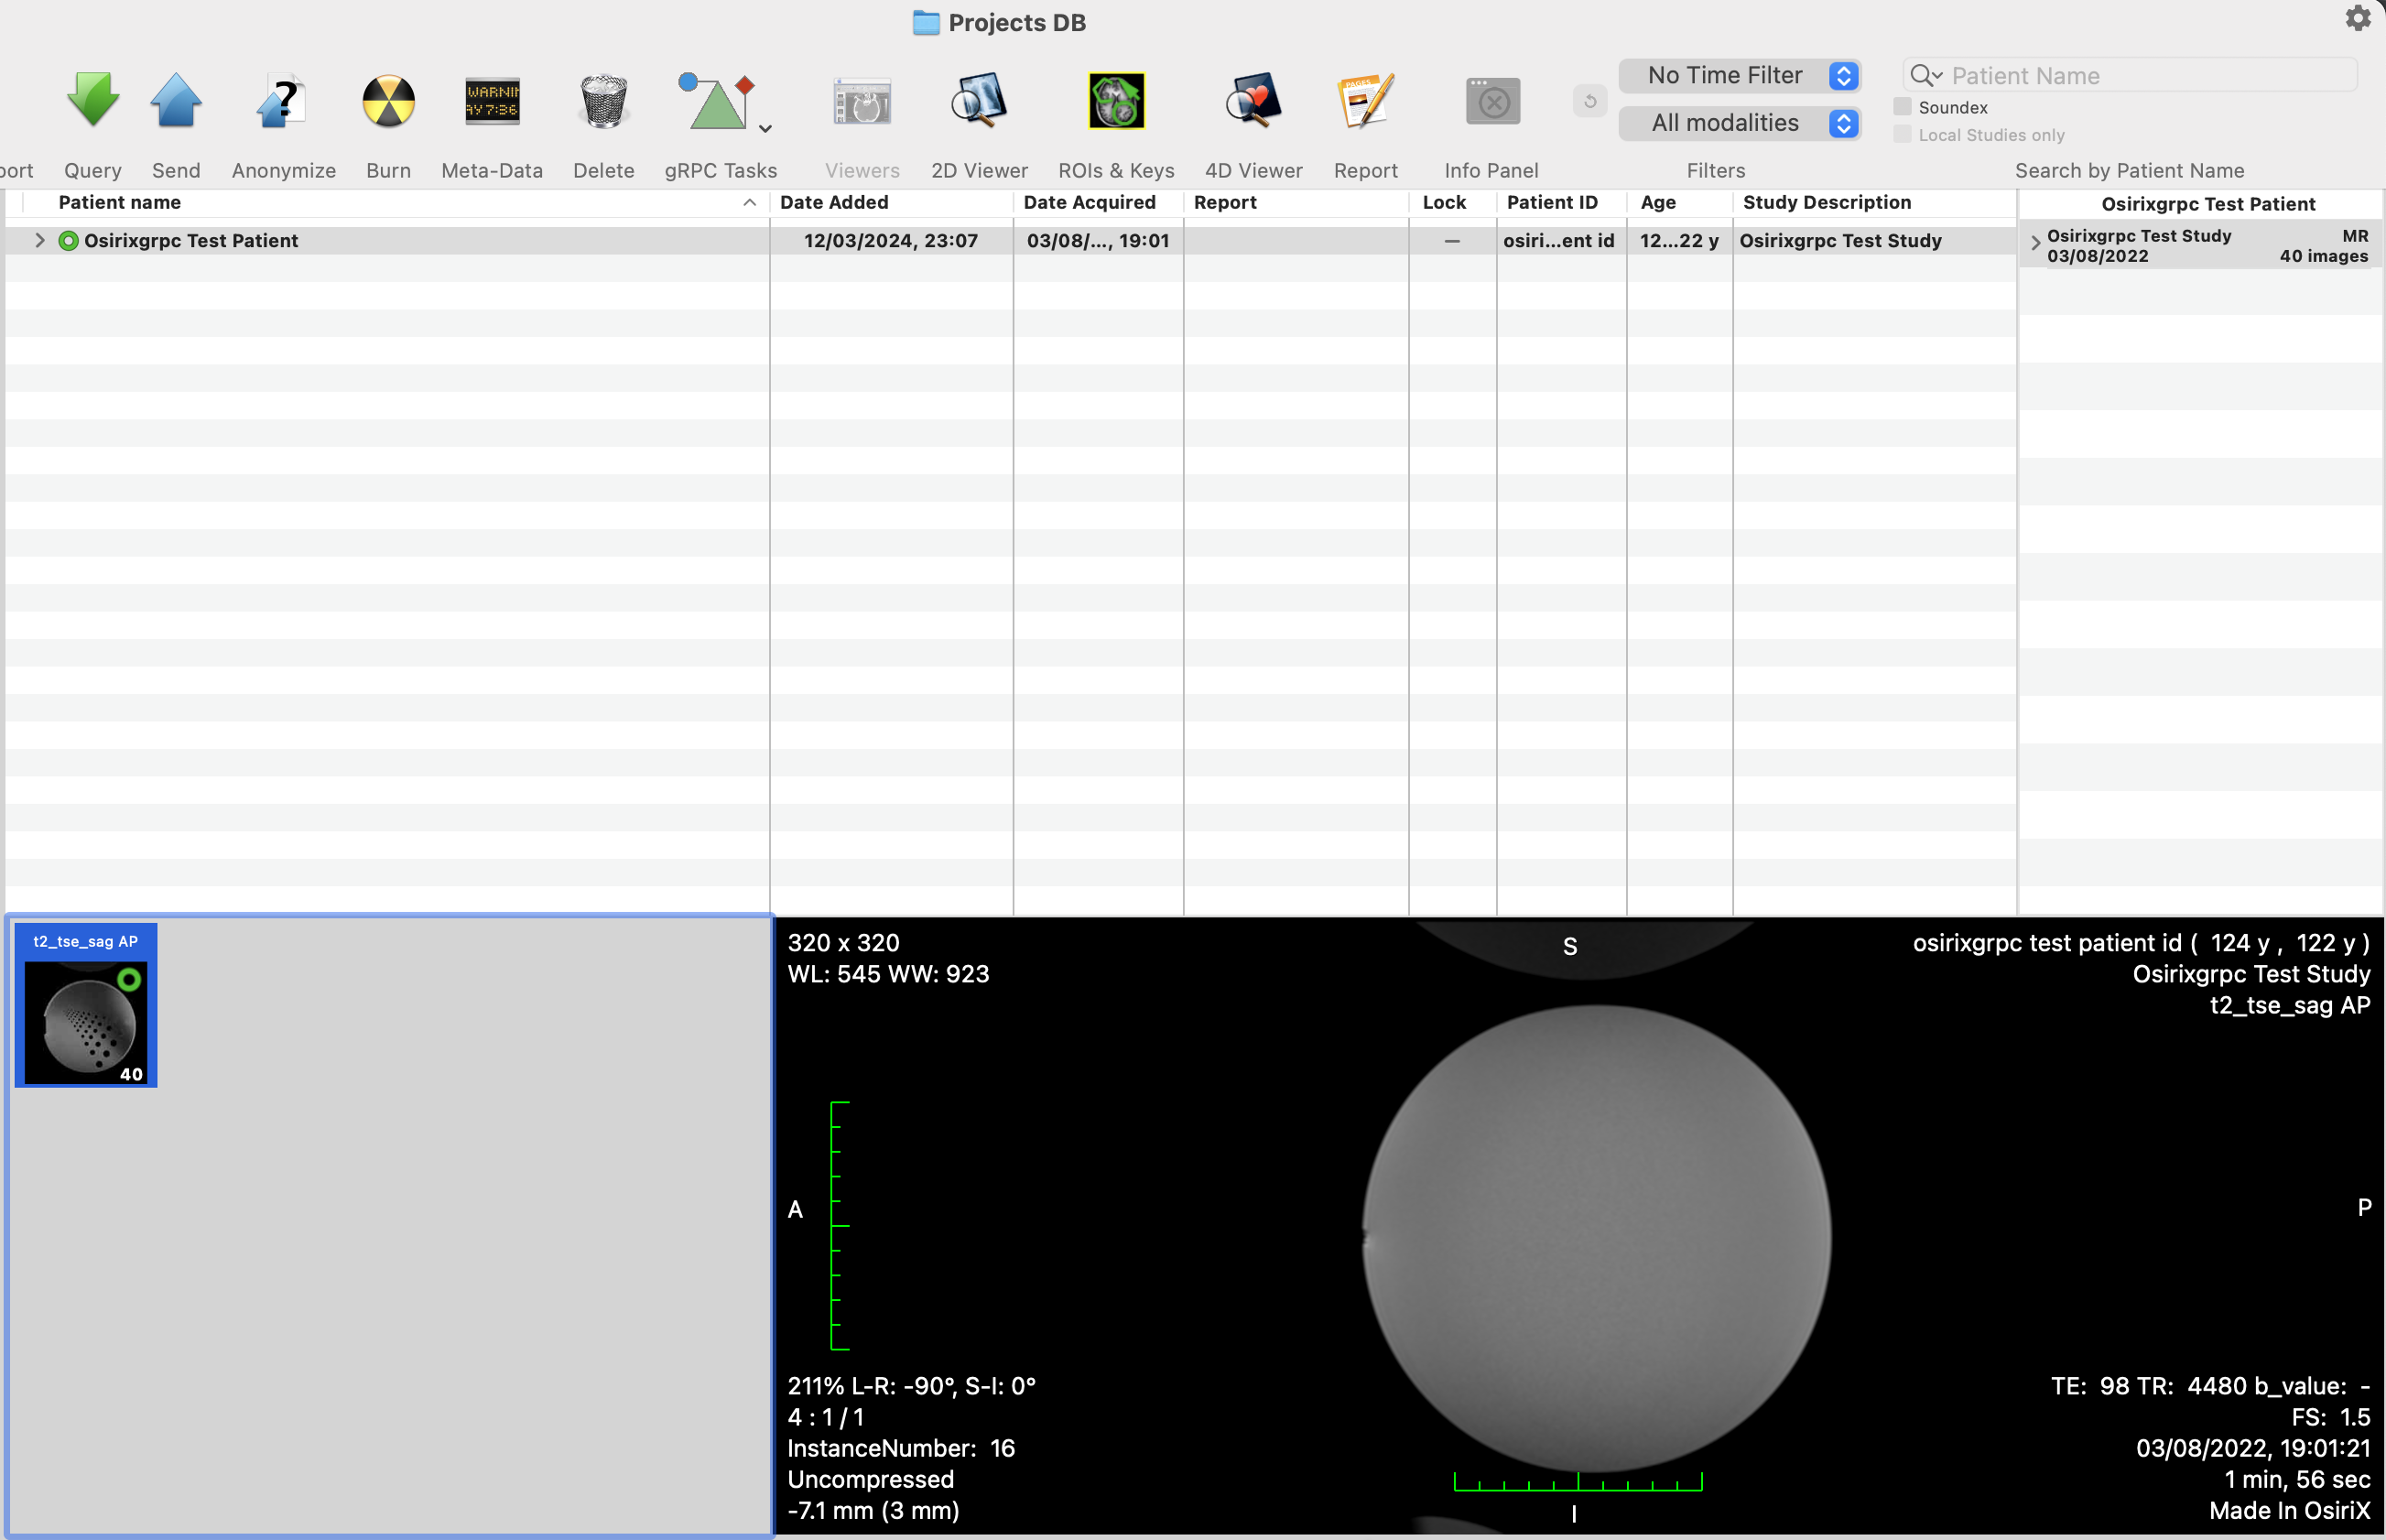 Projects DB
No Time Filter
Patient Name
All modalities
Soundex
Local Studies only
WARNIN
AY7:36
PAGES
port Query Send Anonymize Burn Meta-Data Delete gRPC Tasks Viewers 2D Viewer ROIs & Keys 4D Viewer Report Info Panel Filters Search by Patient Name
Patient name Date Added Date Acquired Report Lock Patient ID Age Study Description
Osirixgrpc Test Patient
Osirixgrpc Test Patient 12/03/2024, 23:07 03/08/..., 19:01 — osiri...ent id 12...22 y Osirixgrpc Test Study
Osirixgrpc Test Study MR
03/08/2022 40 images
t2_tse_sag AP
40
320 x 320
WL: 545 WW: 923
S
osirixgrpc test patient id ( 124 y , 122 y )
Osirixgrpc Test Study
t2_tse_sag AP
A
P
211% L-R: -90°, S-I: 0°
4 : 1 / 1
InstanceNumber: 16
Uncompressed
-7.1 mm (3 mm)
I
TE: 98 TR: 4480 b_value: -
FS: 1.5
03/08/2022, 19:01:21
1 min, 56 sec
Made In OsiriX